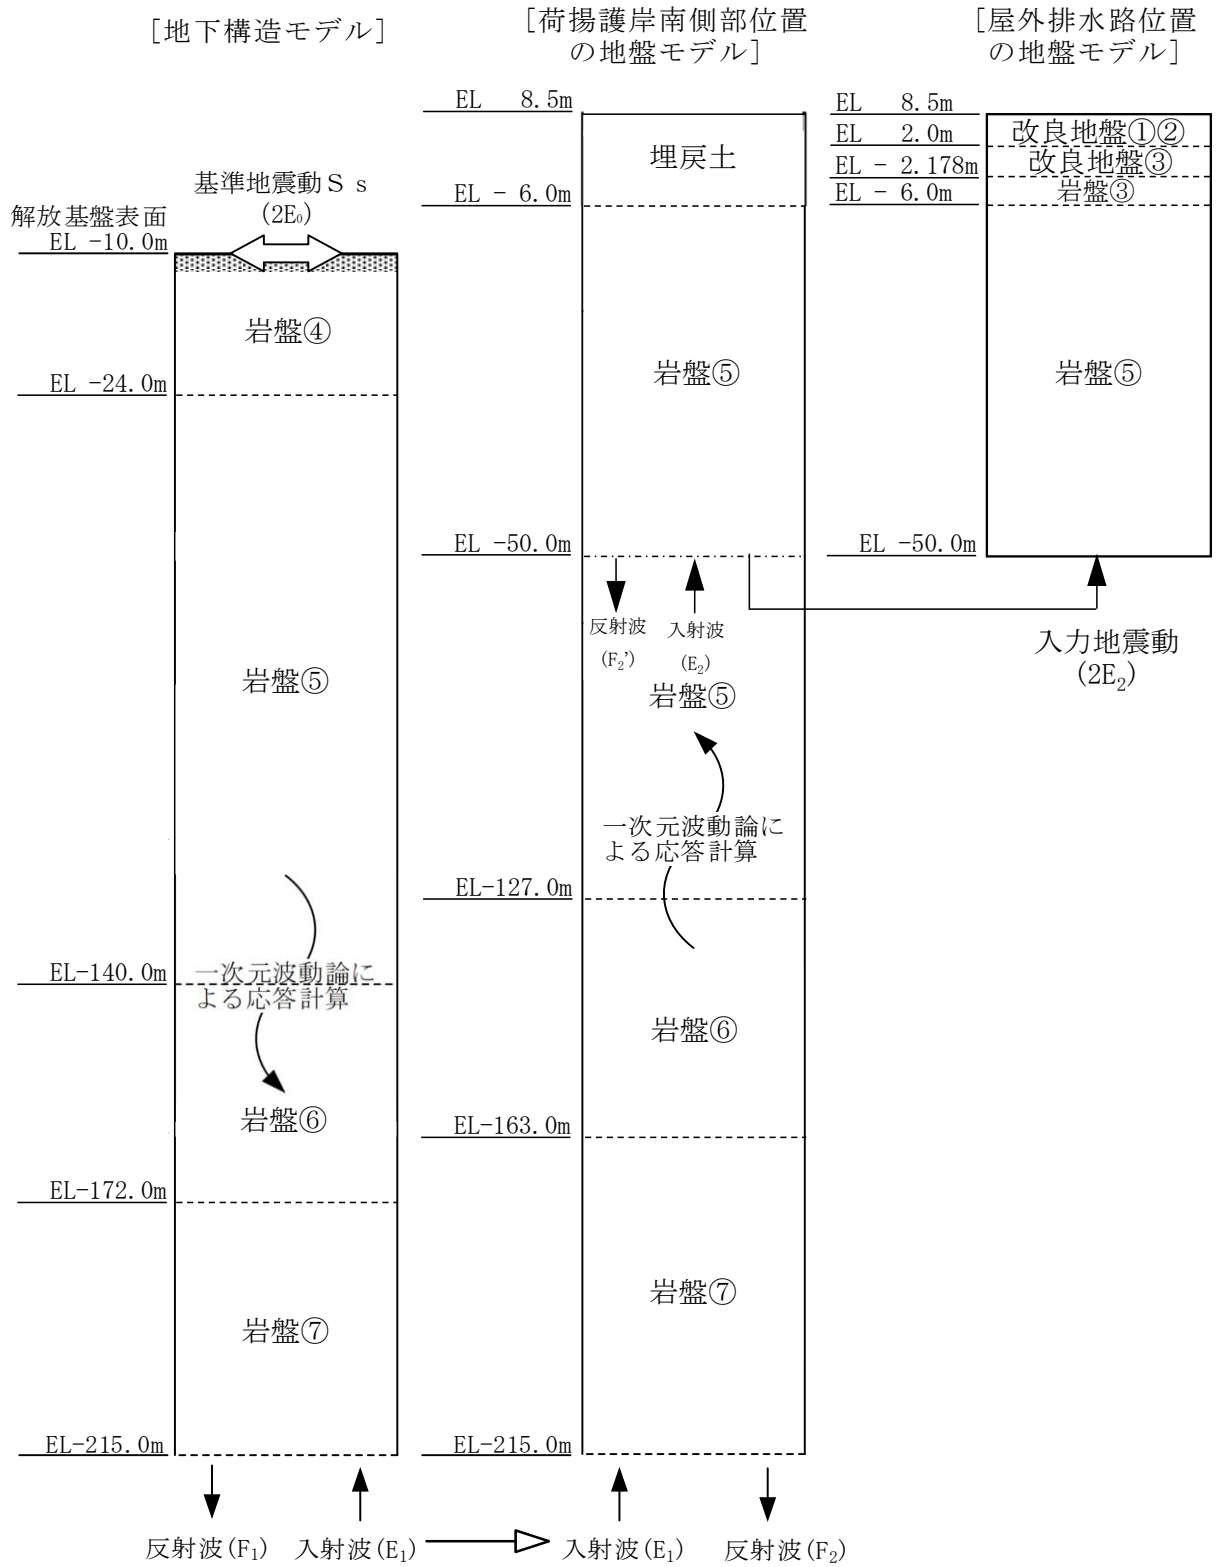 [地下構造モデル]
基準地震動Ｓｓ
(2E₀)
解放基盤表面
EL -10.0m
岩盤④
EL -24.0m
岩盤⑤
EL-140.0m
一次元波動論に
よる応答計算
岩盤⑥
EL-172.0m
岩盤⑦
EL-215.0m
反射波(F₁)
入射波(E₁)
[荷揚護岸南側部位置
の地盤モデル]
EL 8.5m
埋戻土
EL - 6.0m
岩盤⑤
EL -50.0m
反射波
(F₂')
入射波
(E₂)
岩盤⑤
一次元波動論に
よる応答計算
EL-127.0m
岩盤⑥
EL-163.0m
岩盤⑦
EL-215.0m
入射波(E₁)
反射波(F₂)
[屋外排水路位置
の地盤モデル]
EL 8.5m
改良地盤①②
EL 2.0m
改良地盤③
EL - 2.178m
岩盤③
EL - 6.0m
岩盤⑤
EL -50.0m
入力地震動
(2E₂)